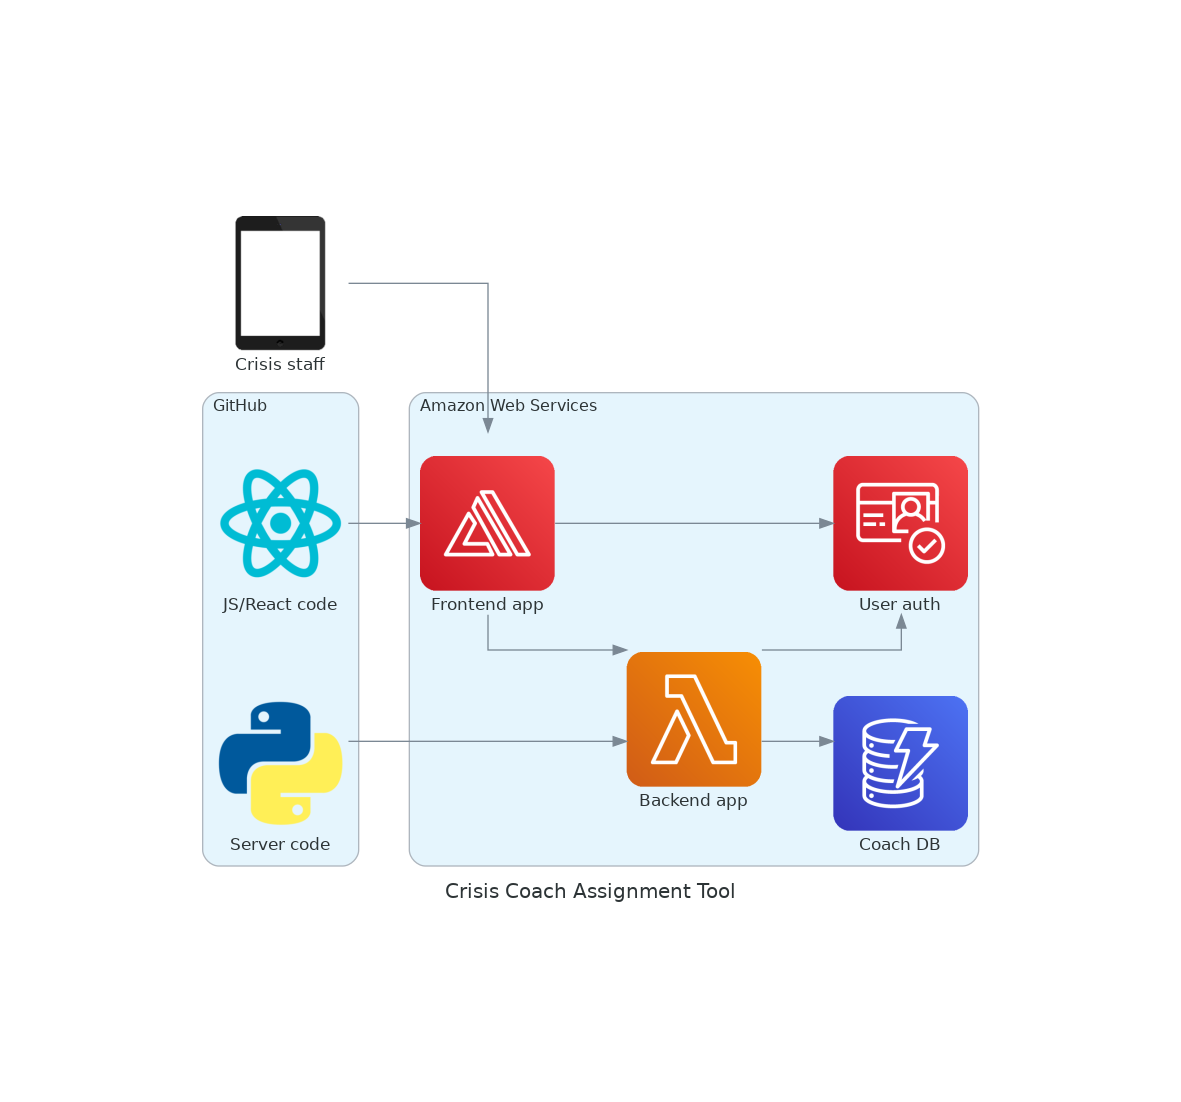 Crisis staff
GitHub
Amazon Web Services
JS/React code
Frontend app
User auth
Backend app
Server code
Coach DB
Crisis Coach Assignment Tool